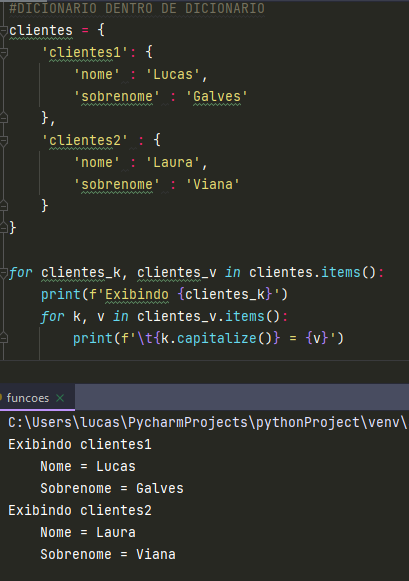 #DICIONARIO DENTRO DE DICIONARIO
clientes = {
    'clientes1': {
        'nome' : 'Lucas',
        'sobrenome' : 'Galves'
    },
    'clientes2' : {
        'nome' : 'Laura',
        'sobrenome' : 'Viana'
    }
}
for clientes_k, clientes_v in clientes.items():
    print(f'Exibindo {clientes_k}')
    for k, v in clientes_v.items():
        print(f'\t{k.capitalize()} = {v}')
funcoes ×
C:\Users\lucas\PycharmProjects\pythonProject\venv\
Exibindo clientes1
    Nome = Lucas
    Sobrenome = Galves
Exibindo clientes2
    Nome = Laura
    Sobrenome = Viana